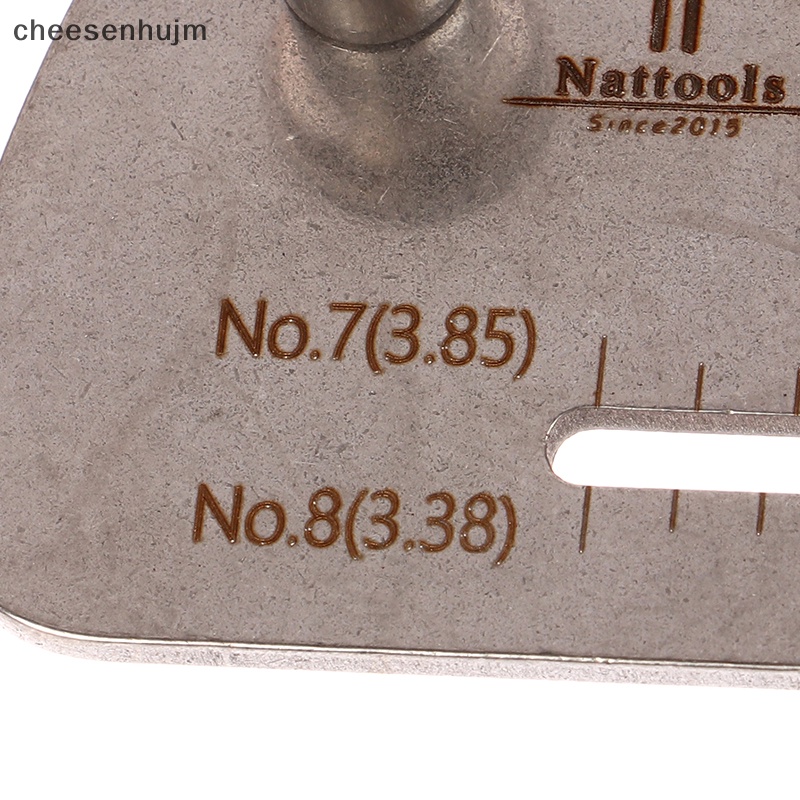 cheesenhujm
Nattools
Since2015
No.7(3.85)
No.8(3.38)